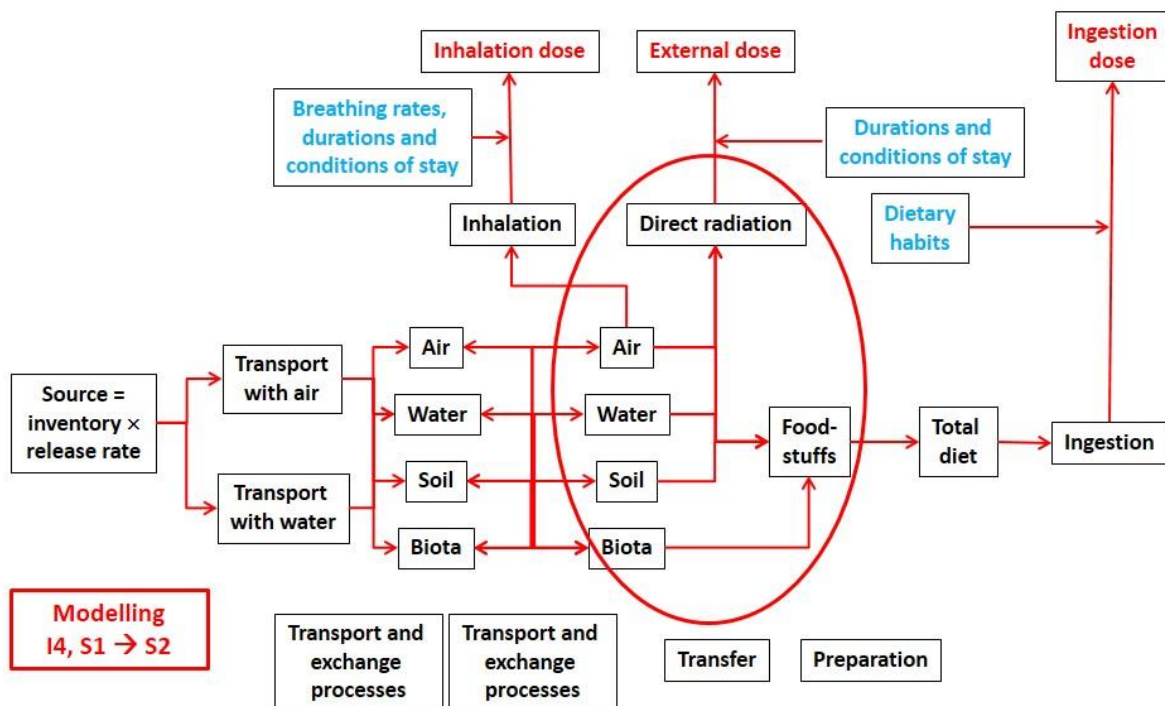 Inhalation dose
External dose
Ingestion
dose
Breathing rates,
durations and
conditions of stay
Durations and
conditions of stay
Dietary
habits
Inhalation
Direct radiation
Source =
inventory ×
release rate
Transport
with air
Transport
with water
Air
Water
Soil
Biota
Air
Water
Soil
Biota
Food-
stuffs
Total
diet
Ingestion
Modelling
I4, S1 → S2
Transport and
exchange
processes
Transport and
exchange
processes
Transfer
Preparation